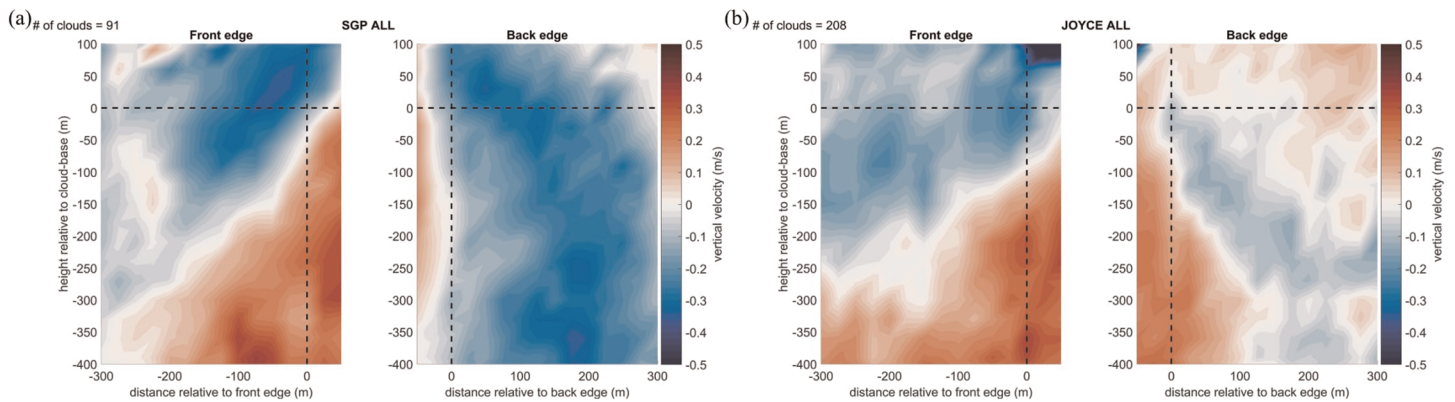 (a) # of clouds = 91 SGP ALL
Front edge Back edge
height relative to cloud-base (m)
100
50
0
-50
-100
-150
-200
-250
-300
-350
-400
-300 -200 -100 0
distance relative to front edge (m)
0 100 200 300
distance relative to back edge (m)
0.5
0.4
0.3
0.2
0.1
0
-0.1
-0.2
-0.3
-0.4
-0.5
vertical velocity (m/s)
(b) # of clouds = 208 JOYCE ALL
Front edge Back edge
height relative to cloud-base (m)
100
50
0
-50
-100
-150
-200
-250
-300
-350
-400
-300 -200 -100 0
distance relative to front edge (m)
0 100 200 300
distance relative to back edge (m)
0.5
0.4
0.3
0.2
0.1
0
-0.1
-0.2
-0.3
-0.4
-0.5
vertical velocity (m/s)